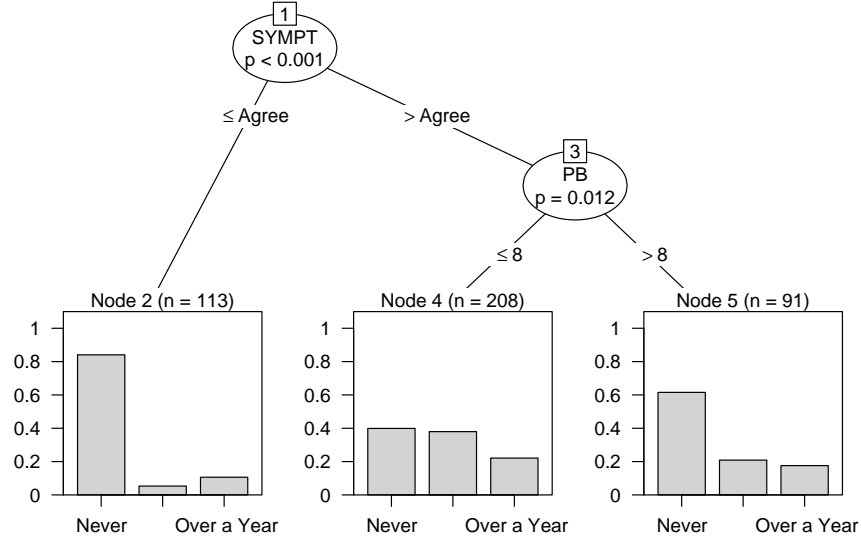 1
SYMPT
p < 0.001
≤ Agree
> Agree
3
PB
p = 0.012
≤ 8
> 8
Node 2 (n = 113)
1
0.8
0.6
0.4
0.2
0
Never
Over a Year
Node 4 (n = 208)
1
0.8
0.6
0.4
0.2
0
Never
Over a Year
Node 5 (n = 91)
1
0.8
0.6
0.4
0.2
0
Never
Over a Year